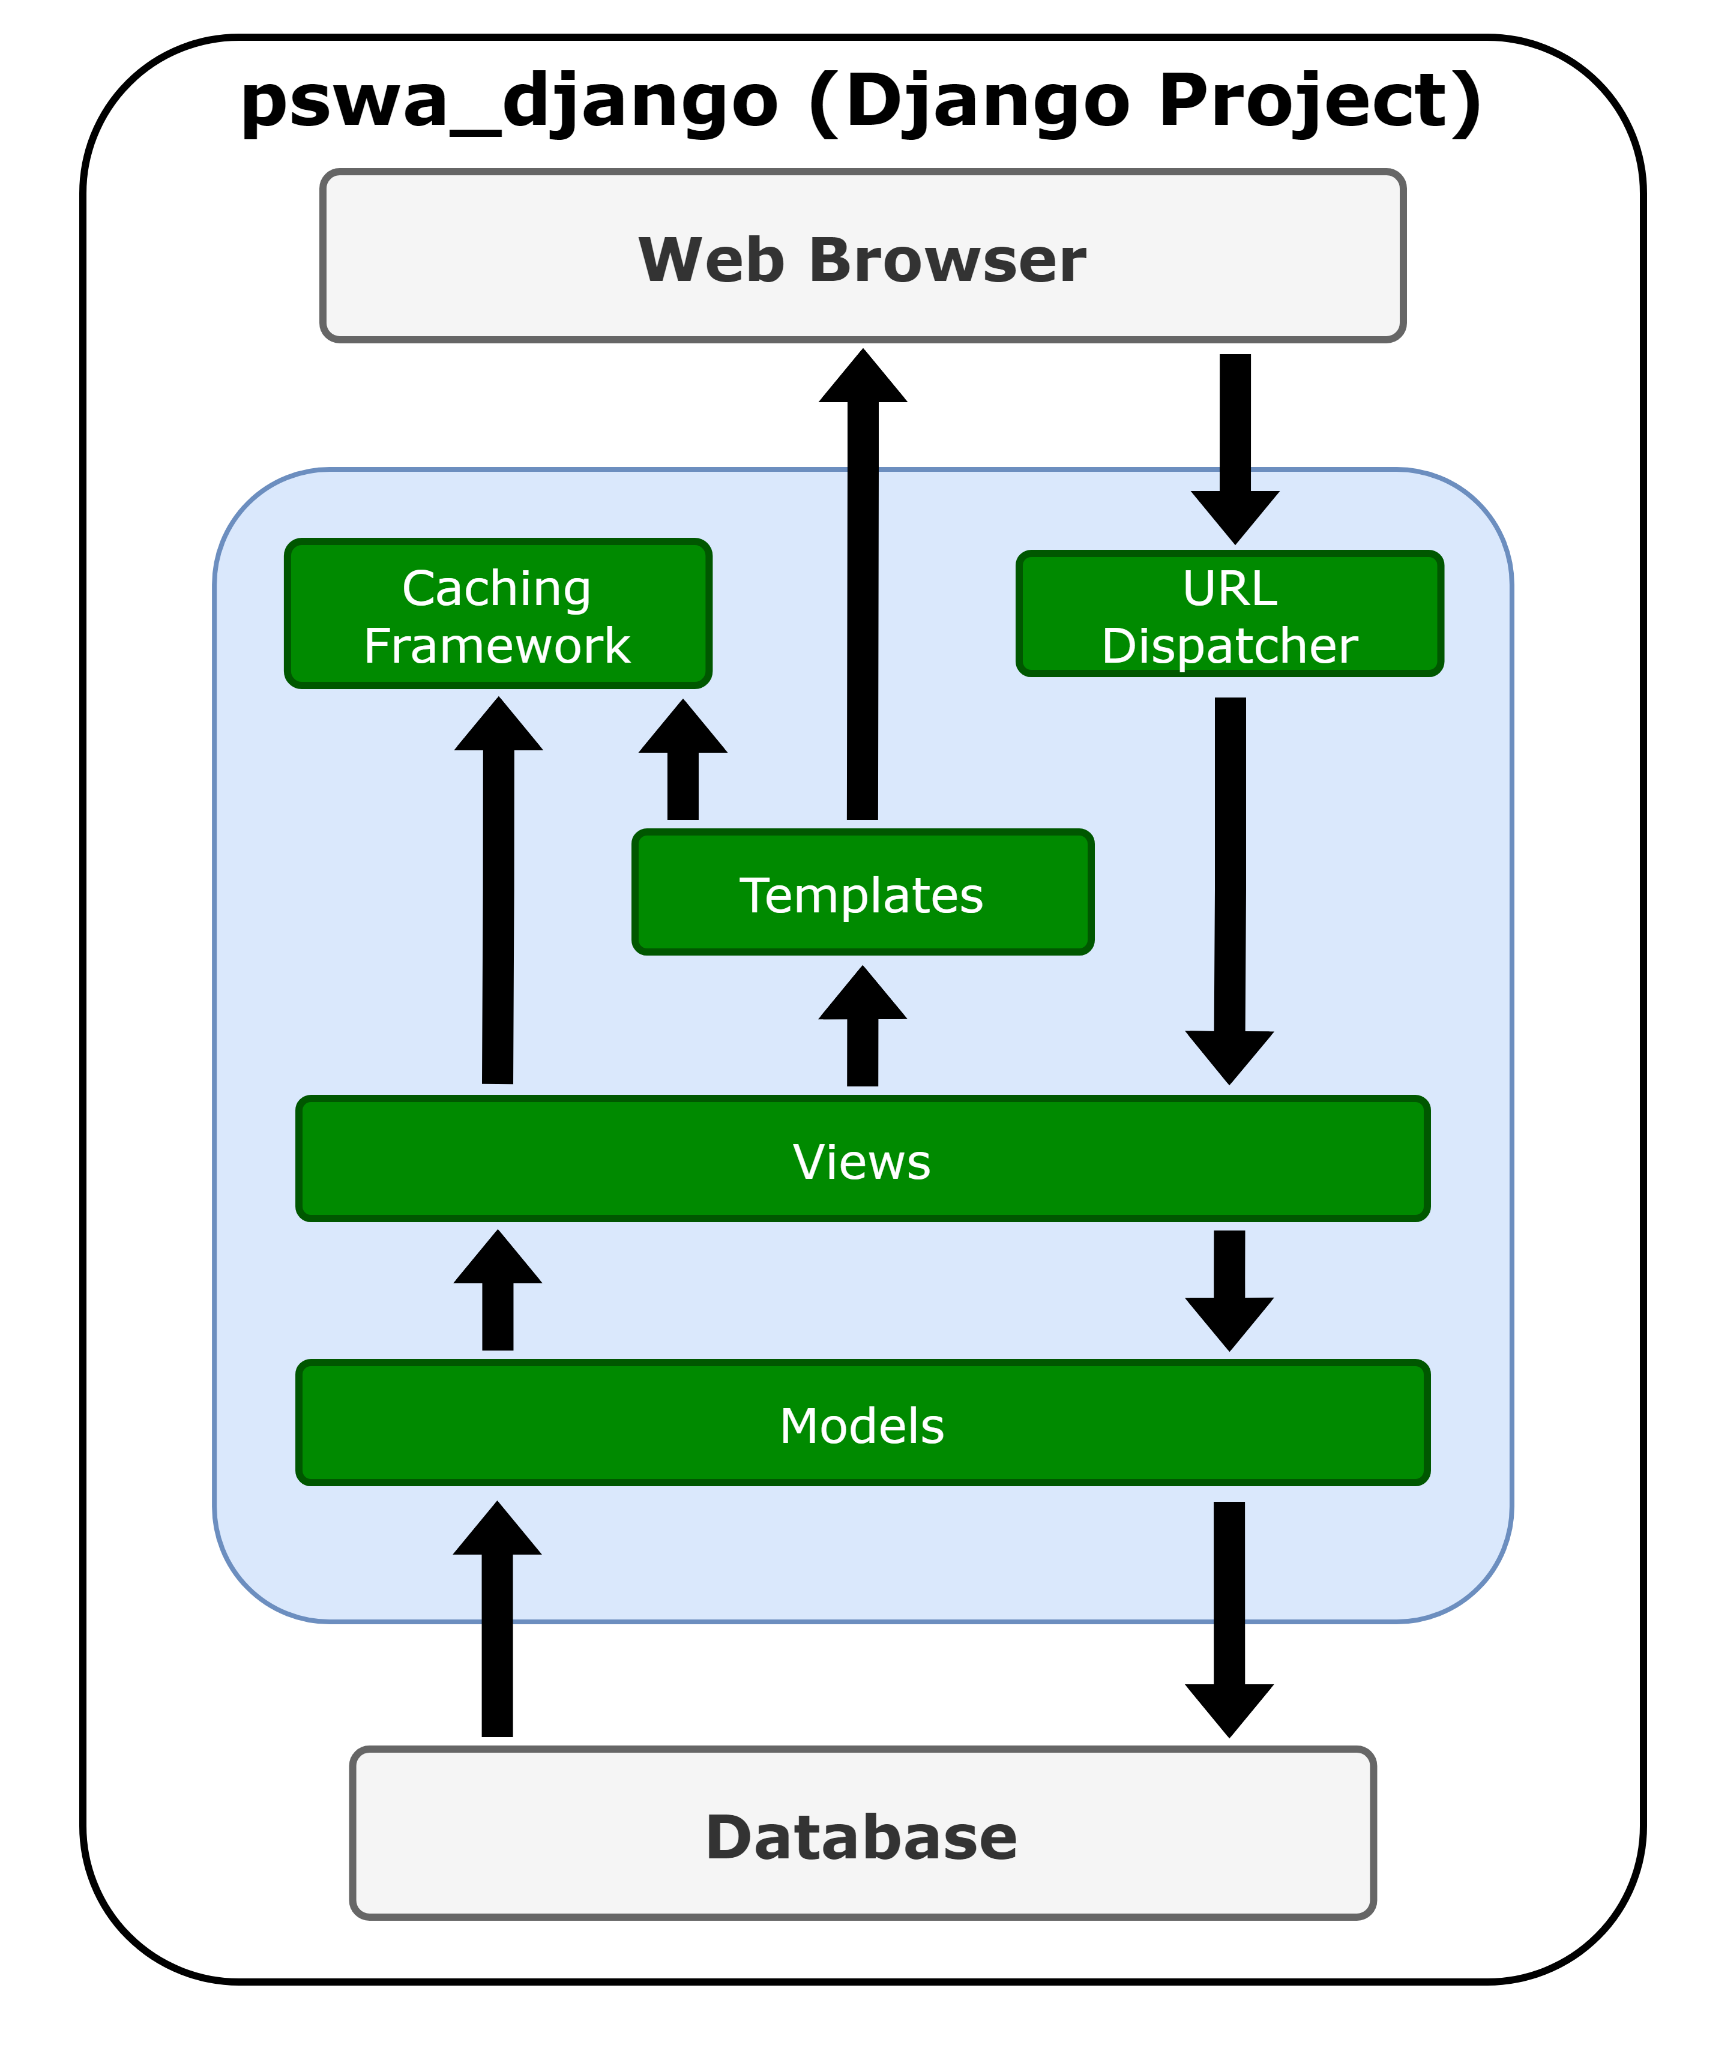 pswa_django (Django Project)
Web Browser
Caching
Framework
URL
Dispatcher
Templates
Views
Models
Database